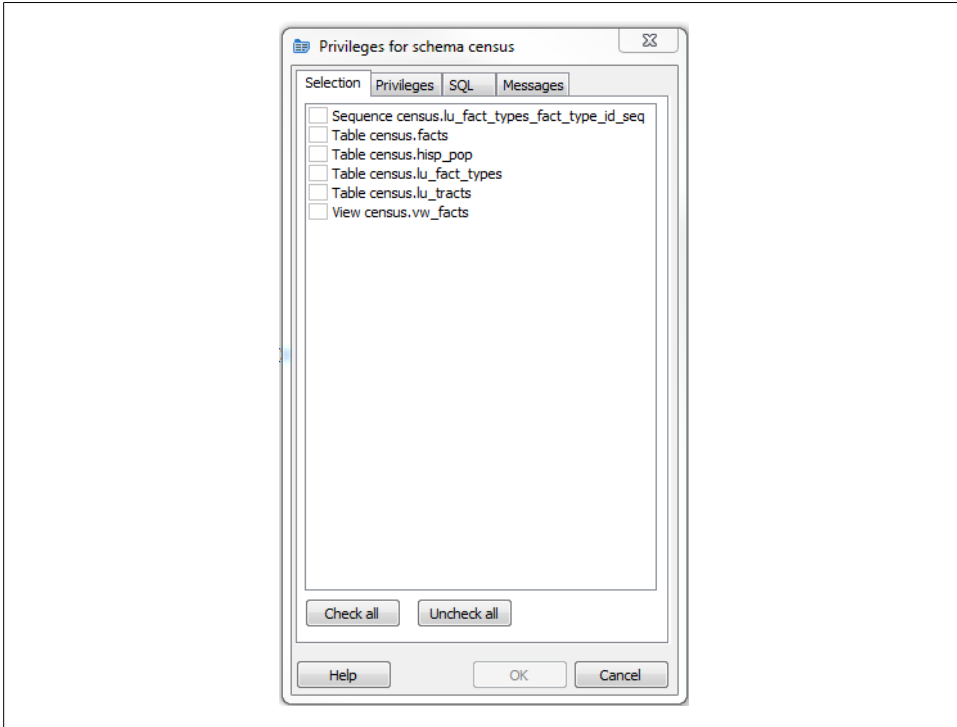 Privileges for schema census
Selection Privileges SQL Messages
Sequence census.lu_fact_types_fact_type_id_seq
Table census.facts
Table census.hisp_pop
Table census.lu_fact_types
Table census.lu_tracts
View census.vw_facts
Check all Uncheck all
Help OK Cancel